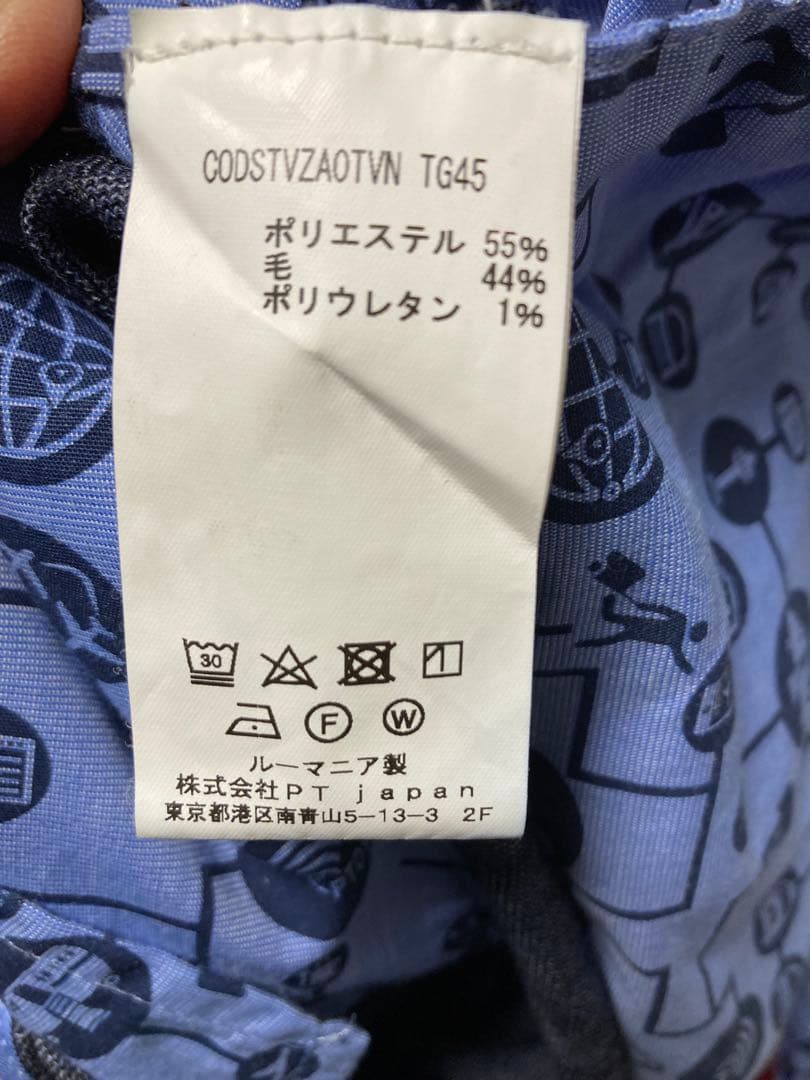 CODSTVZAOTVN TG45
ポリエステル 55%
毛 44%
ポリウレタン 1%
30
F W
ルーマニア製
株式会社PT japan
東京都港区南青山5-13-3 2F